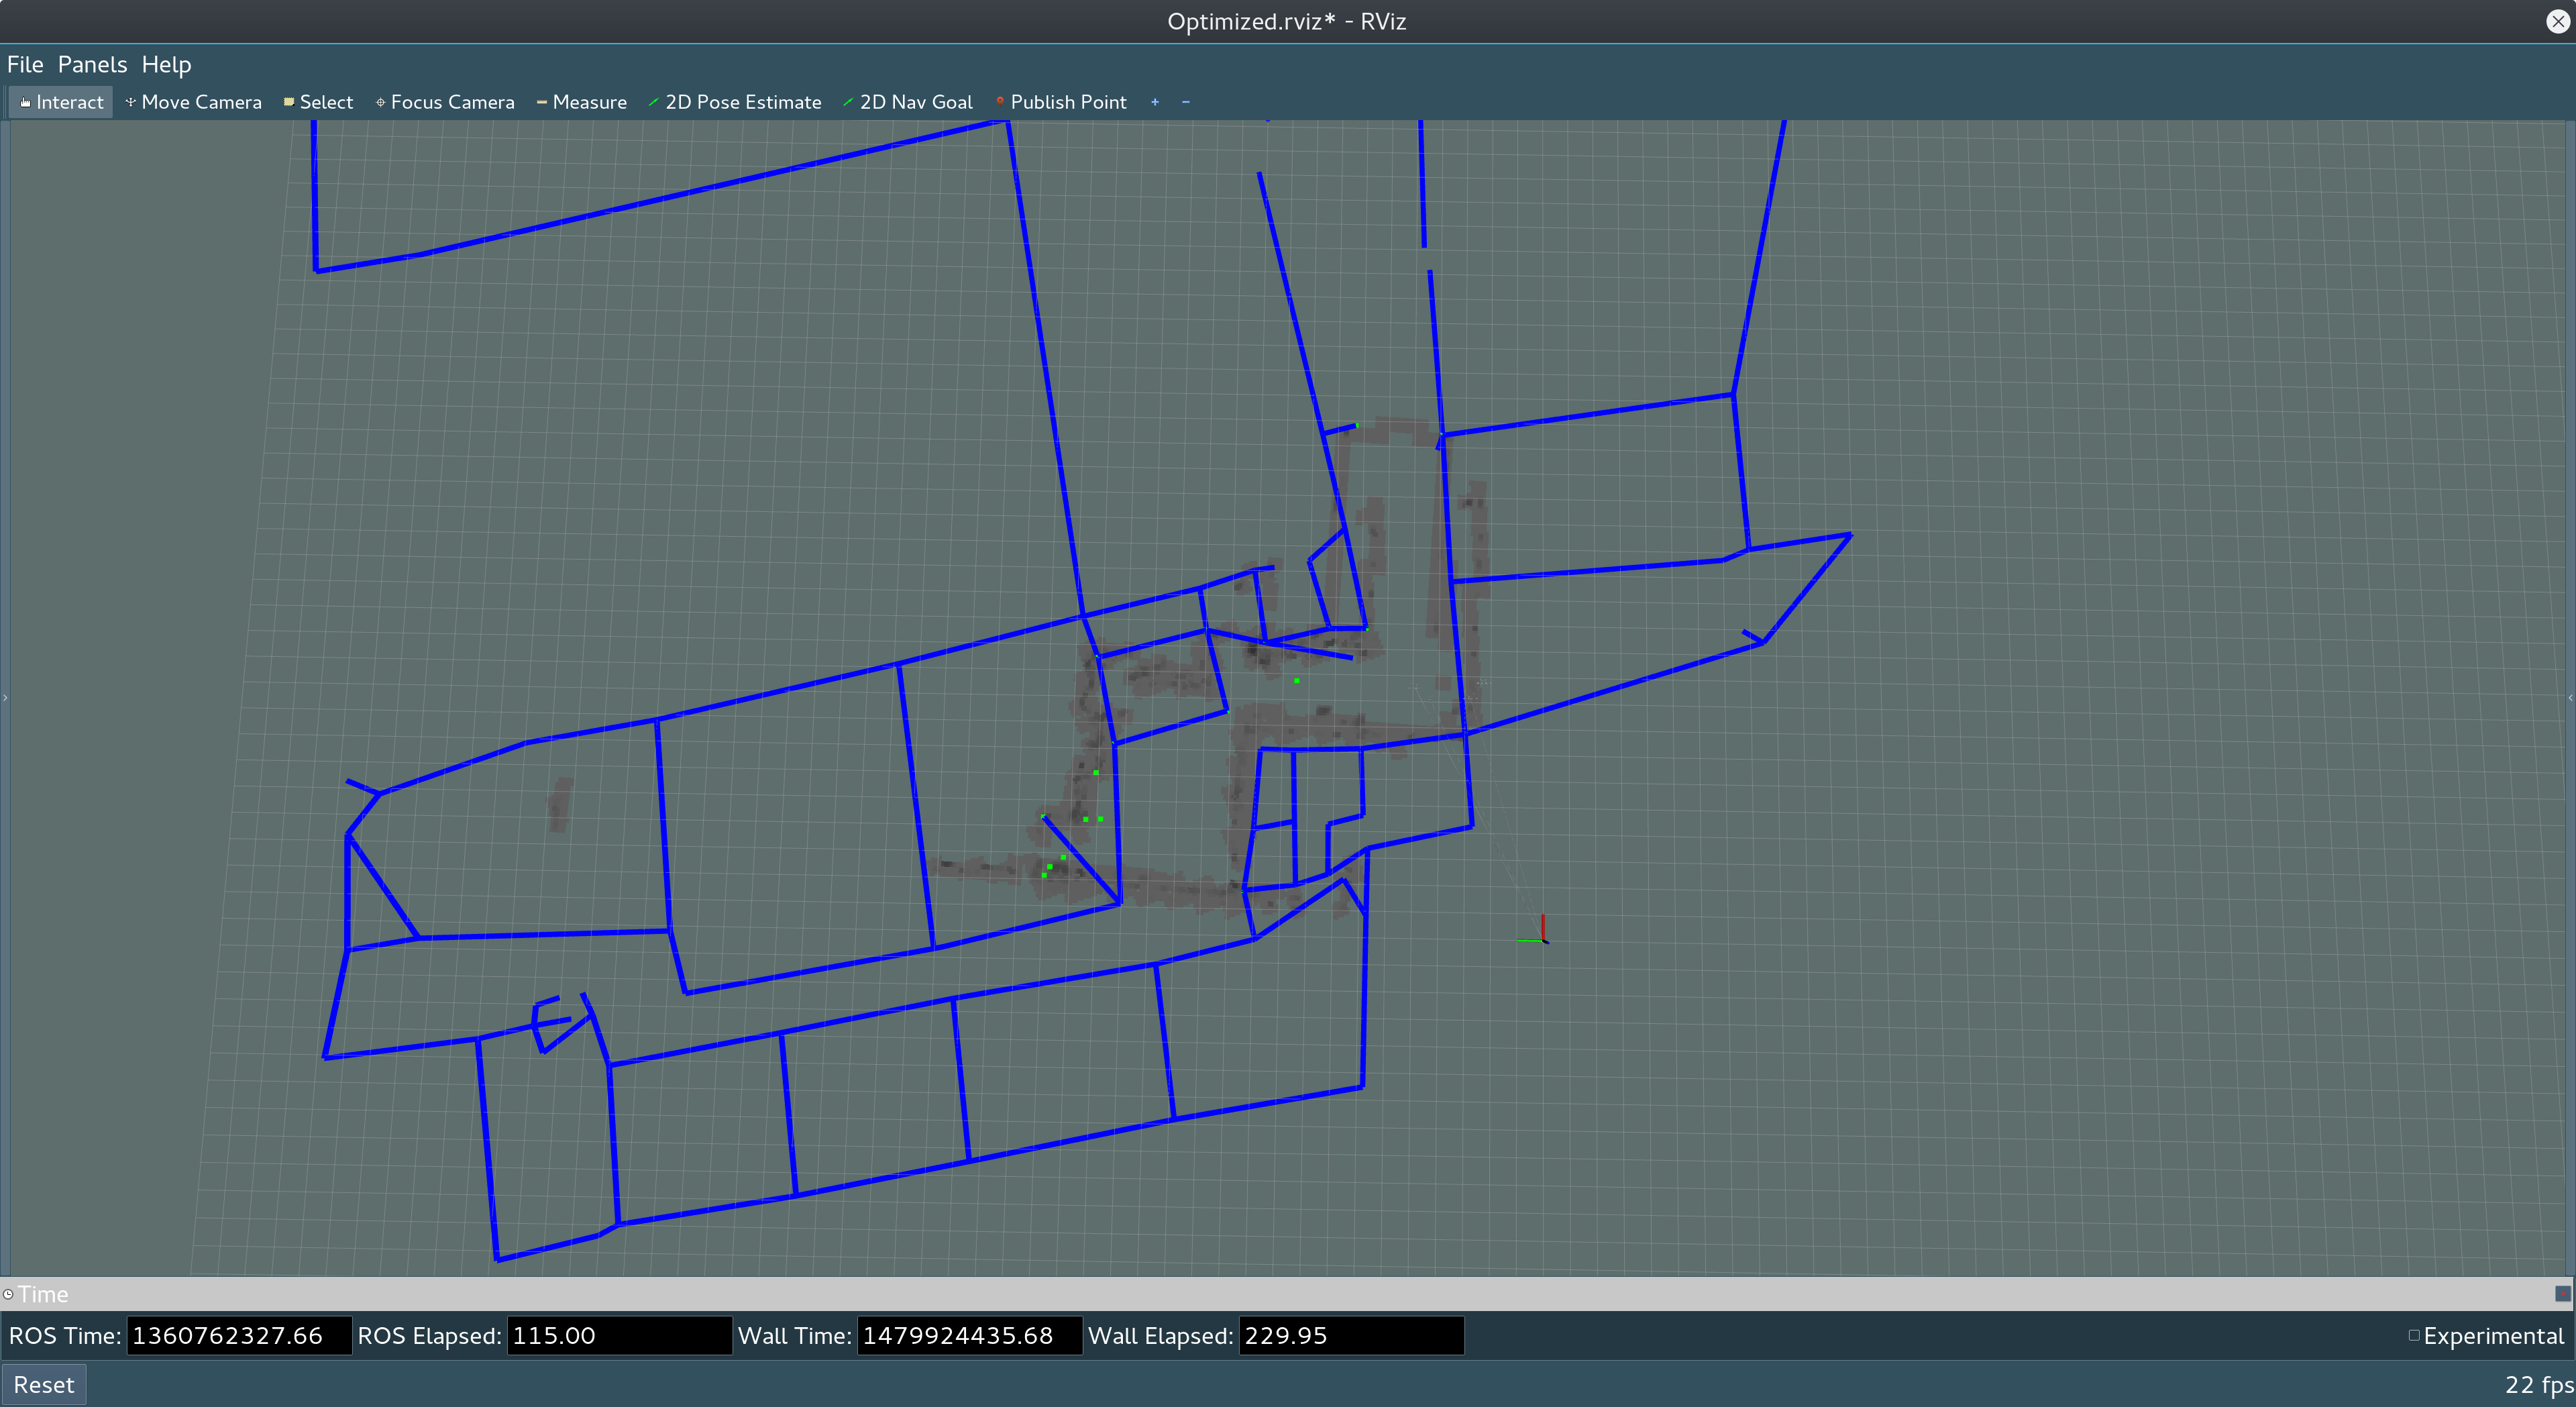 Optimized.rviz* - RViz
File Panels Help
Interact Move Camera Select Focus Camera Measure 2D Pose Estimate 2D Nav Goal Publish Point + −
Time
ROS Time: 1360762327.66 ROS Elapsed: 115.00 Wall Time: 1479924435.68 Wall Elapsed: 229.95 Experimental
Reset 22 fps